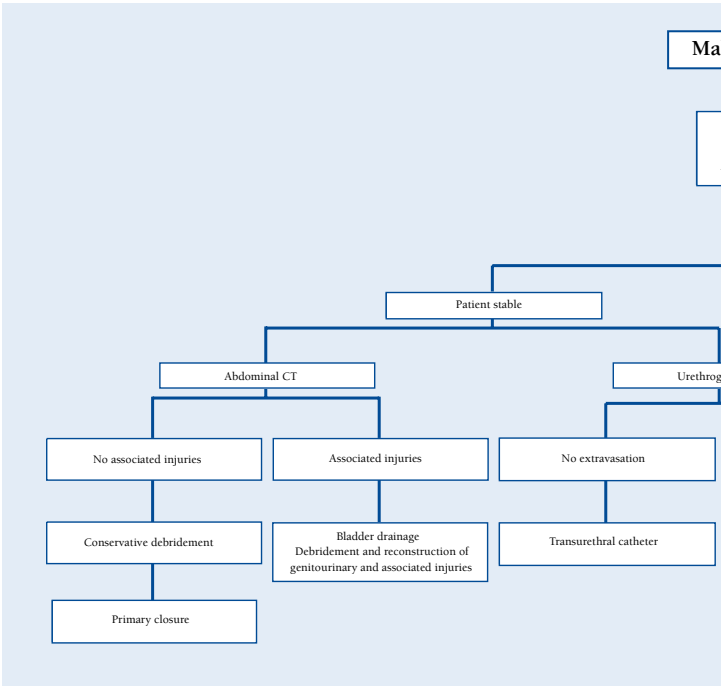 Ma
Patient stable
Abdominal CT
Urethrog
No associated injuries
Associated injuries
No extravasation
Conservative debridement
Bladder drainage
Debridement and reconstruction of
genitourinary and associated injuries
Transurethral catheter
Primary closure